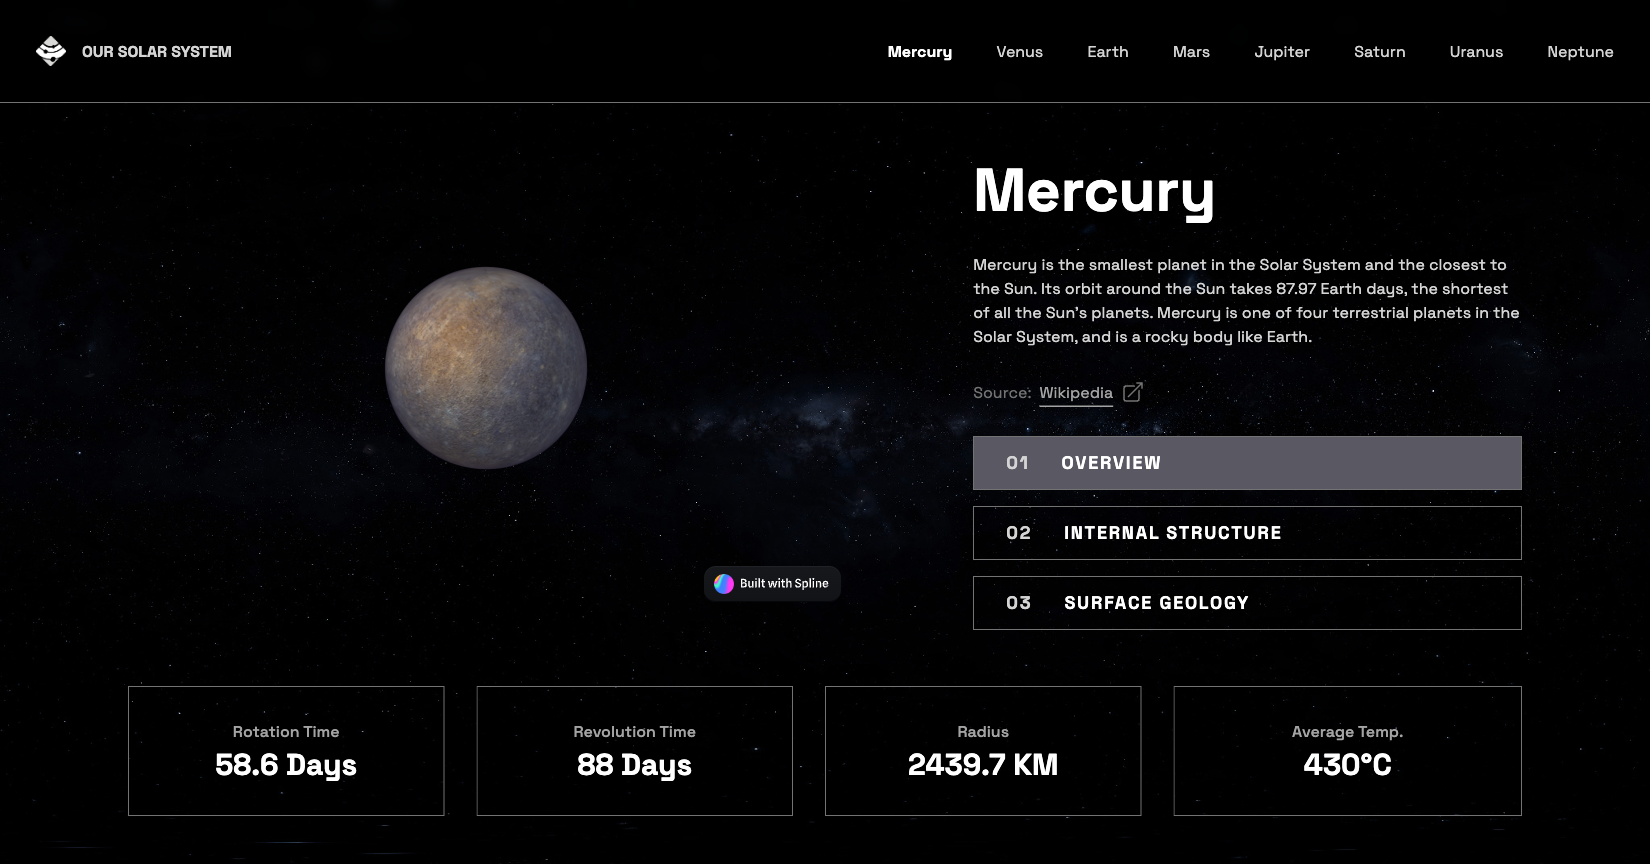 OUR SOLAR SYSTEM
Mercury Venus Earth Mars Jupiter Saturn Uranus Neptune
Mercury
Mercury is the smallest planet in the Solar System and the closest to
the Sun. Its orbit around the Sun takes 87.97 Earth days, the shortest
of all the Sun's planets. Mercury is one of four terrestrial planets in the
Solar System, and is a rocky body like Earth.
Source: Wikipedia
01 OVERVIEW
02 INTERNAL STRUCTURE
03 SURFACE GEOLOGY
Built with Spline
Rotation Time
58.6 Days
Revolution Time
88 Days
Radius
2439.7 KM
Average Temp.
430°C